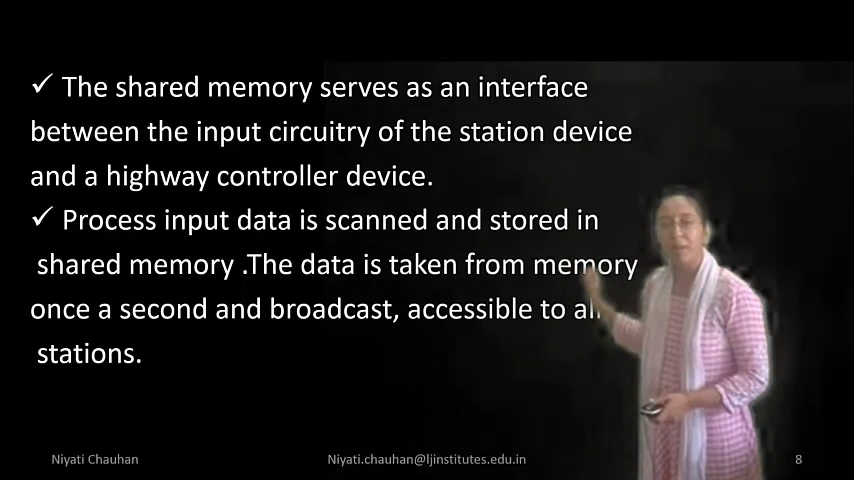 ✓ The shared memory serves as an interface
between the input circuitry of the station device
and a highway controller device.
✓ Process input data is scanned and stored in
shared memory .The data is taken from memory
once a second and broadcast, accessible to all
stations.
Niyati Chauhan
Niyati.chauhan@ljinstitutes.edu.in
8